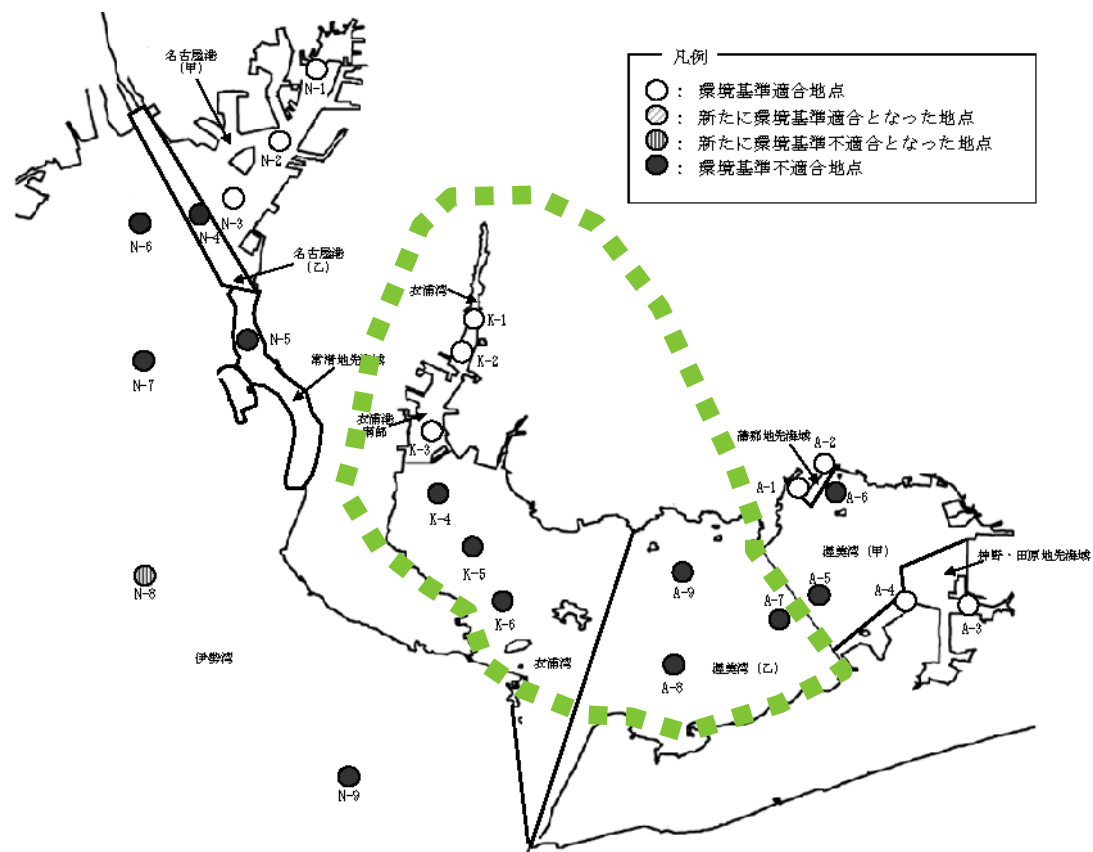 名古屋港
(甲)
N-1
N-2
N-3
N-4
N-6
名古屋港
(乙)
N-5
N-7
常滑地先海域
N-8
伊勢湾
N-9
凡例
: 環境基準適合地点
: 新たに環境基準適合となった地点
: 新たに環境基準不適合となった地点
: 環境基準不適合地点
衣浦湾
K-1
K-2
衣浦港
南部
K-3
K-4
K-5
K-6
衣浦湾
蒲郡地先海域
A-2
A-1
A-6
渥美湾(甲)
神野・田原地先海域
A-5
A-4
A-3
A-9
A-7
A-8
渥美湾(乙)